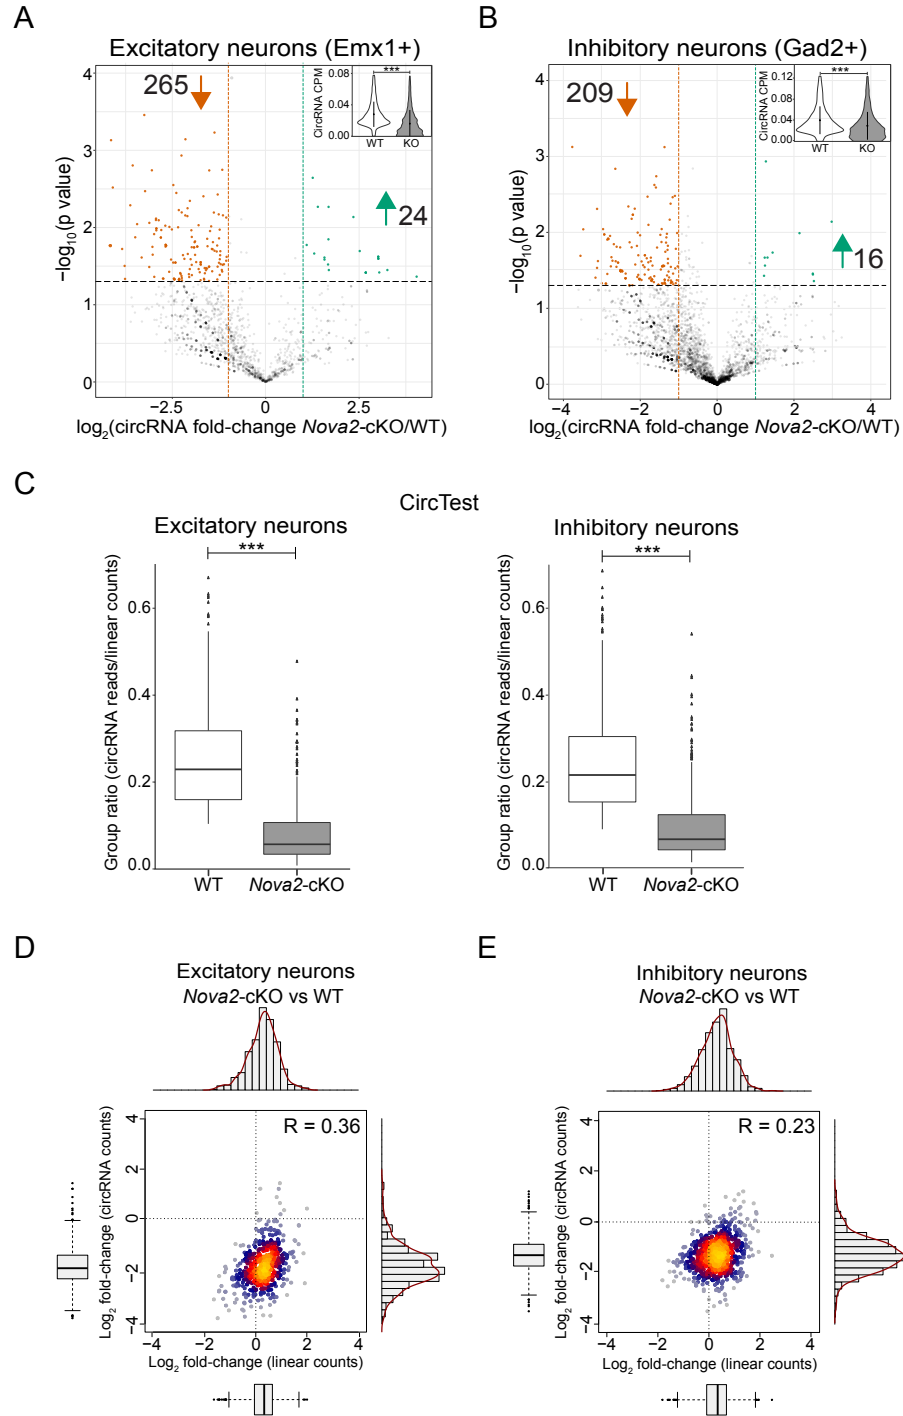 A
Excitatory neurons (Emx1+)
4
3
2
1
0
−log10(p value)
265
24
CircRNA CPM
0.08
0.04
0.00
***
WT
KO
−2.5
0
2.5
log2(circRNA fold-change Nova2-cKO/WT)
B
Inhibitory neurons (Gad2+)
4
3
2
1
0
−log10(p value)
209
16
CircRNA CPM
0.12
0.08
0.04
0.00
***
WT
KO
−4
−2
0
2
4
log2(circRNA fold-change Nova2-cKO/WT)
C
CircTest
Excitatory neurons
***
Group ratio (circRNA reads/linear counts)
0.6
0.4
0.2
0.0
WT
Nova2-cKO
Inhibitory neurons
***
Group ratio (circRNA reads/linear counts)
0.6
0.4
0.2
0.0
WT
Nova2-cKO
D
Excitatory neurons
Nova2-cKO vs WT
R = 0.36
Log2 fold-change (circRNA counts)
4
2
0
−2
−4
−4
−2
0
2
4
Log2 fold-change (linear counts)
E
Inhibitory neurons
Nova2-cKO vs WT
R = 0.23
Log2 fold-change (circRNA counts)
4
2
0
−2
−4
−4
−2
0
2
4
Log2 fold-change (linear counts)